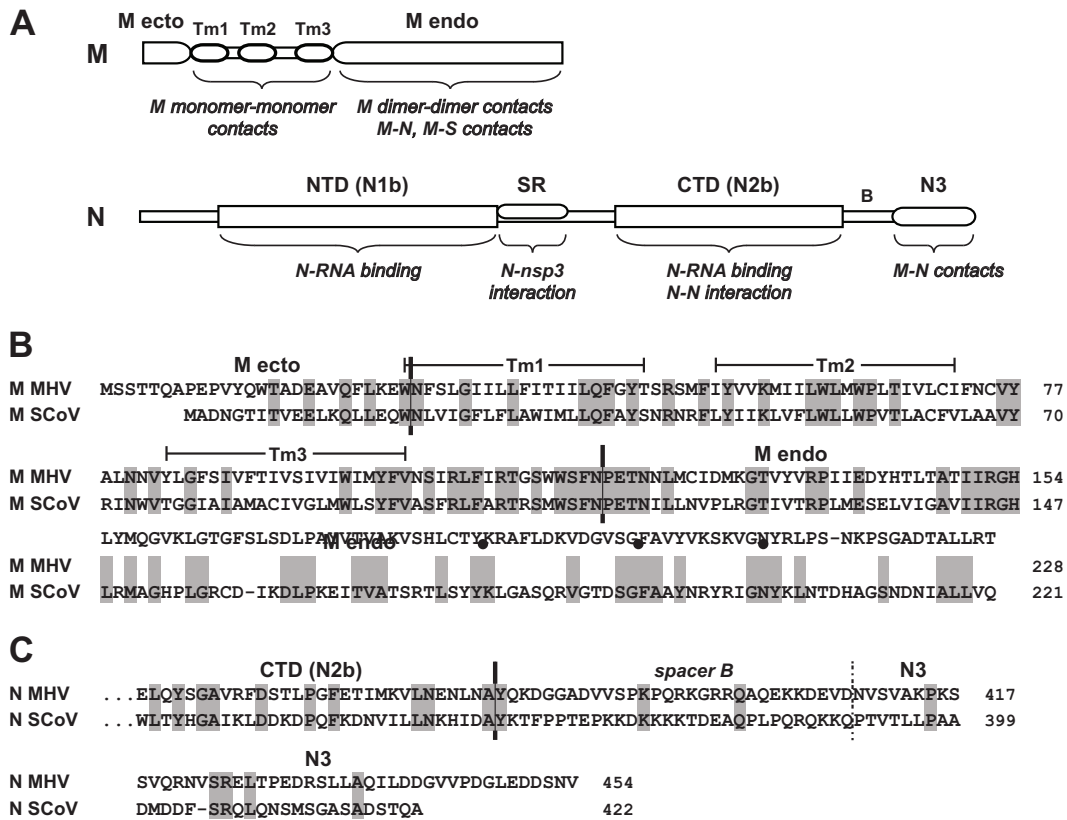 A
M ecto Tm1 Tm2 Tm3 M endo
M
M monomer-monomer
contacts
M dimer-dimer contacts
M-N, M-S contacts
NTD (N1b) SR CTD (N2b) B N3
N
N-RNA binding
N-nsp3
interaction
N-RNA binding
N-N interaction
M-N contacts
B
M ecto Tm1 Tm2
M MHV MSSTTQAPEPVYQWTADEAVQFLKEWNFSLGIILLFITIILQFGYTSRSMFIYVVKMIILWLMWPLTIVLCIFNCVY 77
M SCoV MADNGTITVEELKQLLEQWNLVIGFLFLAWIMLLQFAYSNRNRFLYIIKLVFLWLLWPVTLACFVLAAVY 70
Tm3 M endo
M MHV ALNNVYLGFSIVFTIVSIVIWIMYFVNSIRLFIRTGSWWSFNPETNNLMCIDMKGTVYVRPIIEDYHTLTATIIRGH 154
M SCoV RINWVTGGIAIAMACIVGLMWLSYFVASFRLFARTRSMWSFNPETNILLNVPLRGTIVTRPLMESELVIGAVIIRGH 147
LYMQGVKLGTGFSLSDLPAYVTVAKVSHLCTYKRAFLDKVDGVSGFAVYVKSKVGNYRLPS-NKPSGADTALLRT
M endo
M MHV 228
M SCoV LRMAGHPLGRCD-IKDLPKEITVATSRTLSYYKLGASQRVGTDSGFAAYNRYRIGNYKLNTDHAGSNDNIALLVQ 221
C
CTD (N2b) spacer B N3
N MHV ...ELQYSGAVRFDSTLPGFETIMKVLNENLNAYQKDGGADVVSPKPQRKGRRQAQEKKDEVDNVSVAKPKS 417
N SCoV ...WLTYHGAIKLDDKDPQFKDNVILLNKHIDAYKTFPPTEPKKDKKKKTDEAQPLPQRQKKQPTVTLLPAA 399
N3
N MHV SVQRNVSRELTPEDRSLLAQILDDGVVPDGLEDDSNV 454
N SCoV DMDDF-SRQLQNSMSGASADSTQA 422